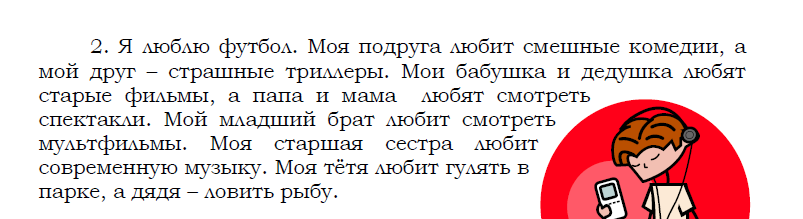 2. Я люблю футбол. Моя подруга любит смешные комедии, а
мой друг – страшные триллеры. Мои бабушка и дедушка любят
старые фильмы, а папа и мама любят смотреть
спектакли. Мой младший брат любит смотреть
мультфильмы. Моя старшая сестра любит
современную музыку. Моя тётя любит гулять в
парке, а дядя – ловить рыбу.